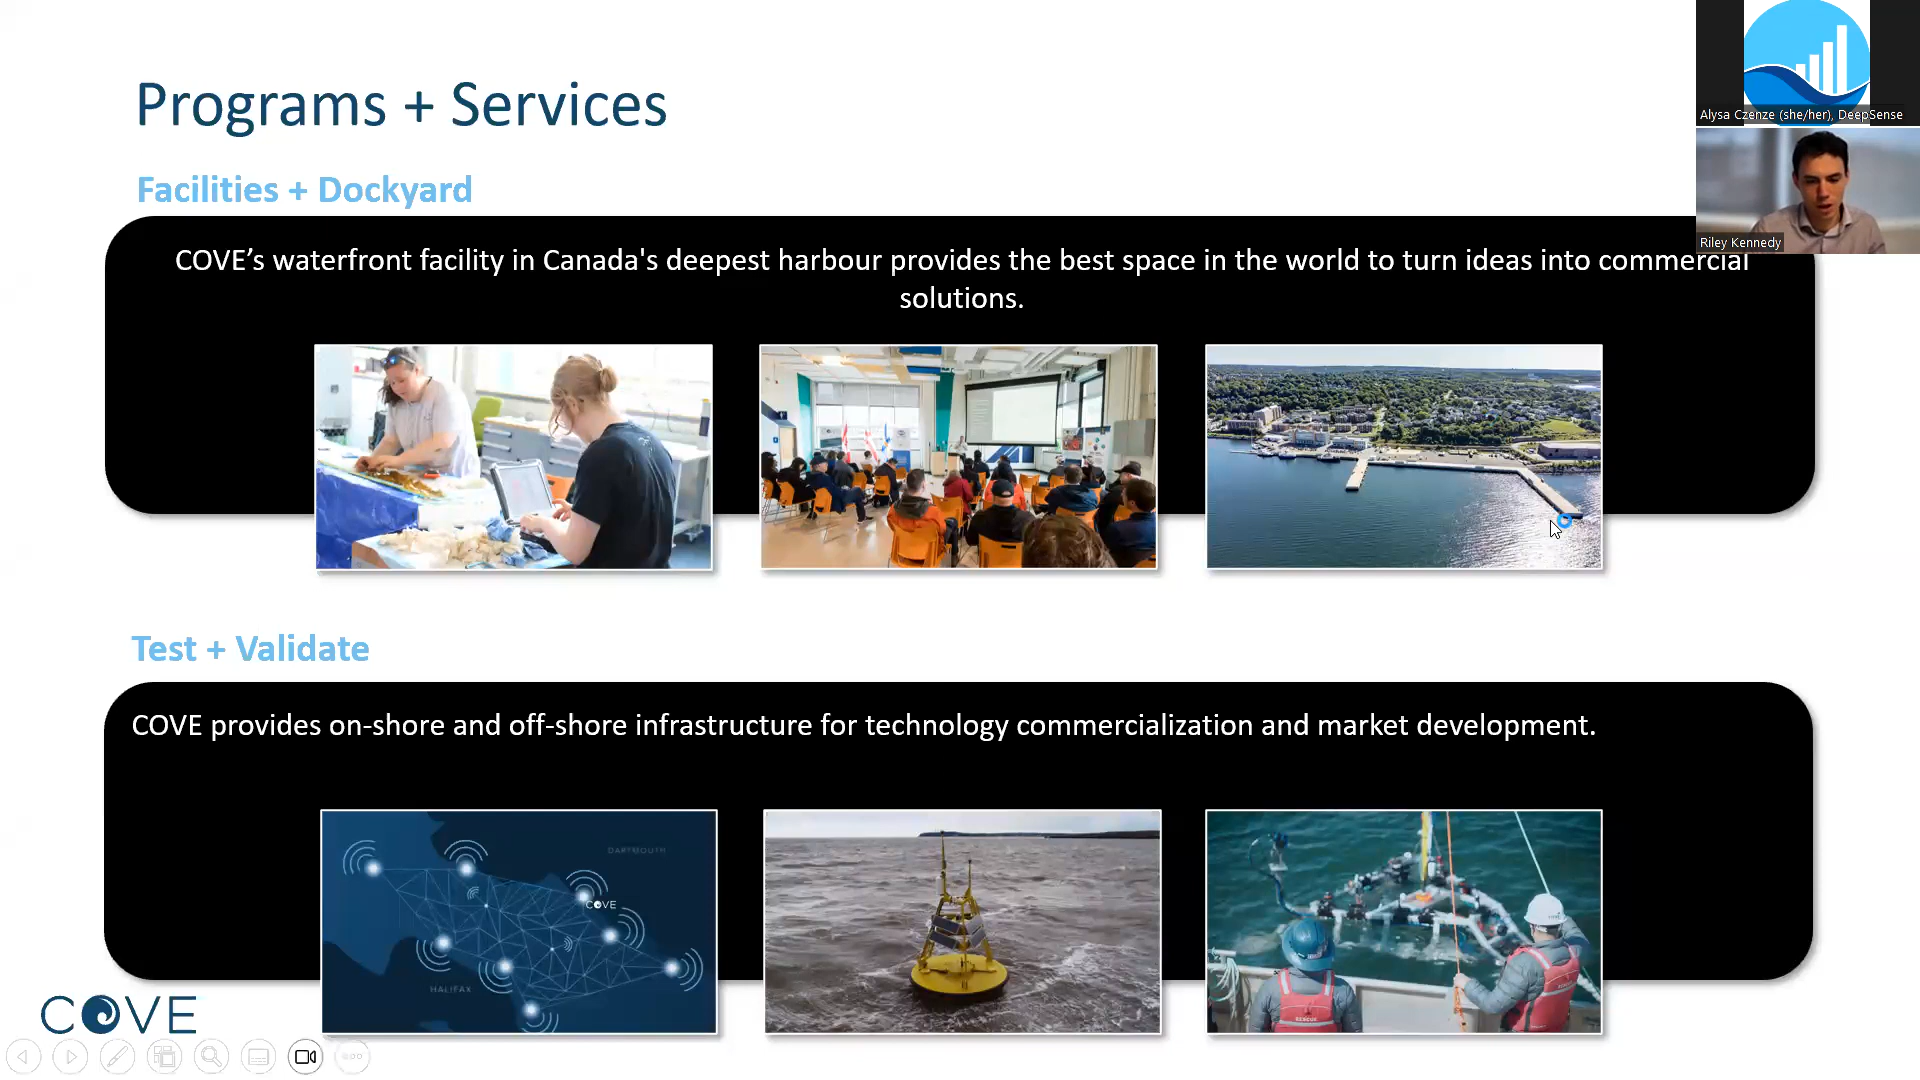 Programs + Services
Alysa Czenze (she/her), DeepSense
Riley Kennedy
Facilities + Dockyard
COVE’s waterfront facility in Canada's deepest harbour provides the best space in the world to turn ideas into commercial
solutions.
Test + Validate
COVE provides on-shore and off-shore infrastructure for technology commercialization and market development.
DARTMOUTH
COVE
HALIFAX
RESCUE
RESCUE
COVE